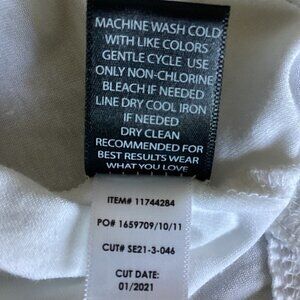 MACHINE WASH COLD
WITH LIKE COLORS
GENTLE CYCLE USE
ONLY NON-CHLORINE
BLEACH IF NEEDED
LINE DRY COOL IRON
IF NEEDED
DRY CLEAN
RECOMMENDED FOR
BEST RESULTS WEAR
WHAT YOU LOVE
ITEM# 11744284
PO# 1659709/10/11
CUT# SE21-3-046
CUT DATE:
01/2021